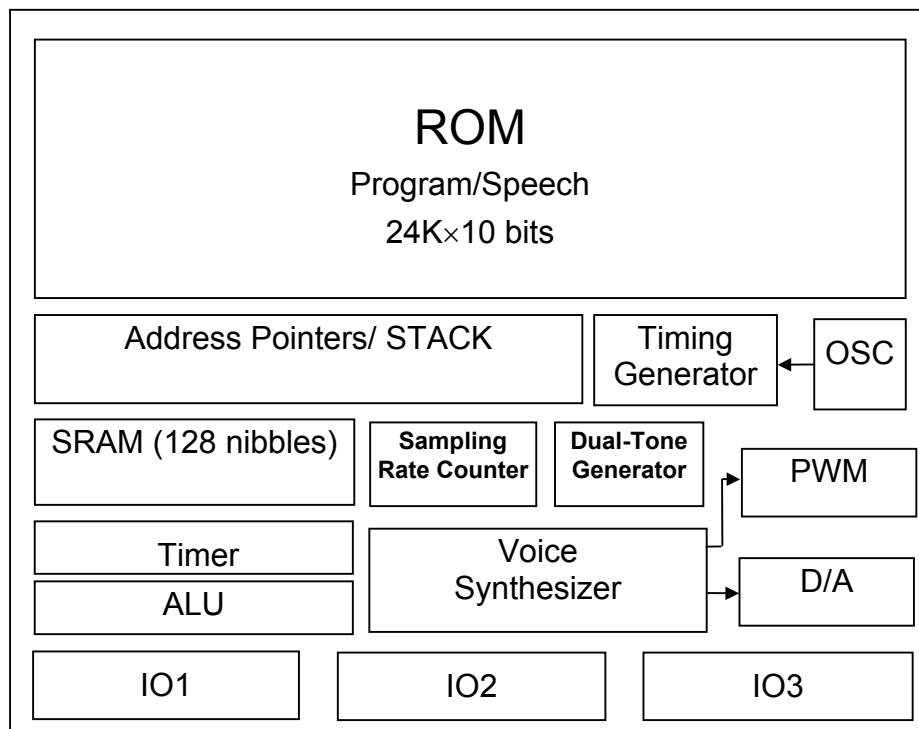 ROM
Program/Speech
24K×10 bits
Address Pointers/ STACK
Timing
Generator
OSC
SRAM (128 nibbles)
Sampling
Rate Counter
Dual-Tone
Generator
PWM
Timer
Voice
Synthesizer
D/A
ALU
IO1
IO2
IO3